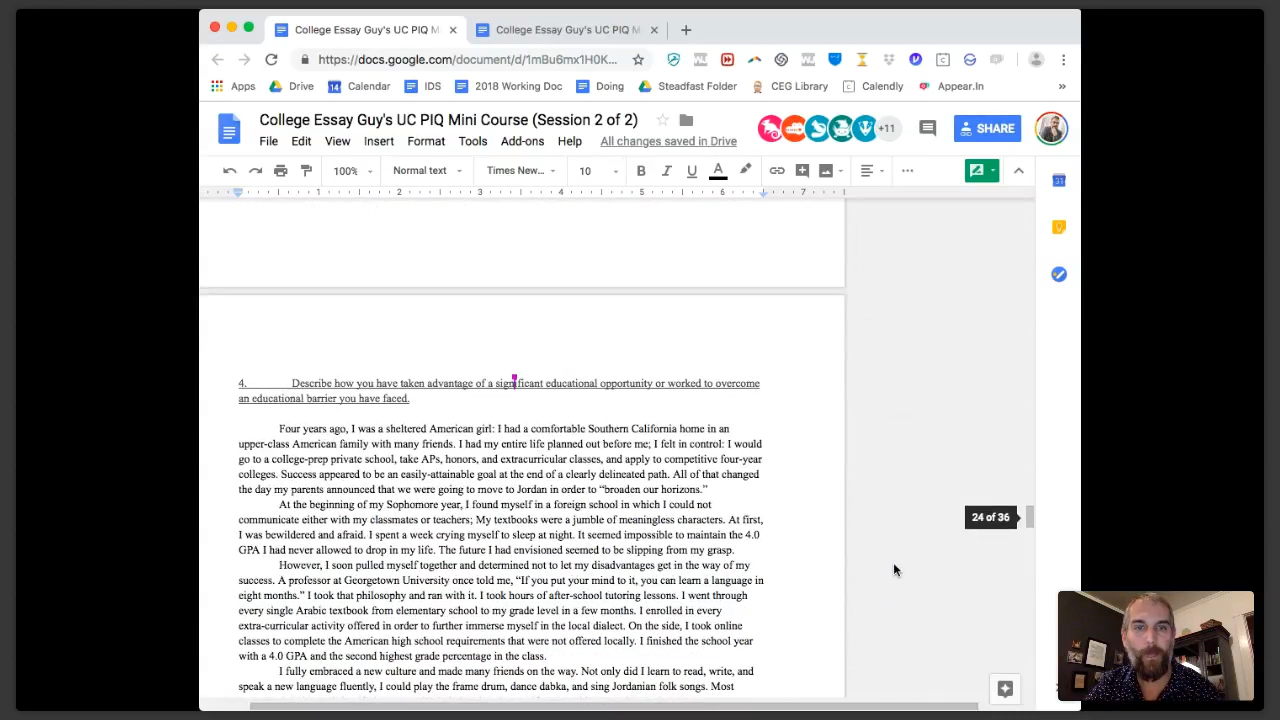 College Essay Guy's UC PIQ M
College Essay Guy's UC PIQ M
https://docs.google.com/document/d/1mBu6mx1H0K...
Apps Drive Calendar IDS 2018 Working Doc Doing Steadfast Folder CEG Library Calendly Appear.In »
College Essay Guy's UC PIQ Mini Course (Session 2 of 2)
+11
SHARE
File Edit View Insert Format Tools Add-ons Help All changes saved in Drive
100% Normal text Times New... 10 B I U A
1 2 3 4 5 6 7
31
4. Describe how you have taken advantage of a significant educational opportunity or worked to overcome
an educational barrier you have faced.
Four years ago, I was a sheltered American girl: I had a comfortable Southern California home in an
upper-class American family with many friends. I had my entire life planned out before me; I felt in control: I would
go to a college-prep private school, take APs, honors, and extracurricular classes, and apply to competitive four-year
colleges. Success appeared to be an easily-attainable goal at the end of a clearly delineated path. All of that changed
the day my parents announced that we were going to move to Jordan in order to “broaden our horizons.”
At the beginning of my Sophomore year, I found myself in a foreign school in which I could not
communicate either with my classmates or teachers; My textbooks were a jumble of meaningless characters. At first,
I was bewildered and afraid. I spent a week crying myself to sleep at night. It seemed impossible to maintain the 4.0
GPA I had never allowed to drop in my life. The future I had envisioned seemed to be slipping from my grasp.
However, I soon pulled myself together and determined not to let my disadvantages get in the way of my
success. A professor at Georgetown University once told me, “If you put your mind to it, you can learn a language in
eight months.” I took that philosophy and ran with it. I took hours of after-school tutoring lessons. I went through
every single Arabic textbook from elementary school to my grade level in a few months. I enrolled in every
extra-curricular activity offered in order to further immerse myself in the local dialect. On the side, I took online
classes to complete the American high school requirements that were not offered locally. I finished the school year
with a 4.0 GPA and the second highest grade percentage in the class.
I fully embraced a new culture and made many friends on the way. Not only did I learn to read, write, and
speak a new language fluently, I could play the frame drum, dance dabka, and sing Jordanian folk songs. Most
24 of 36